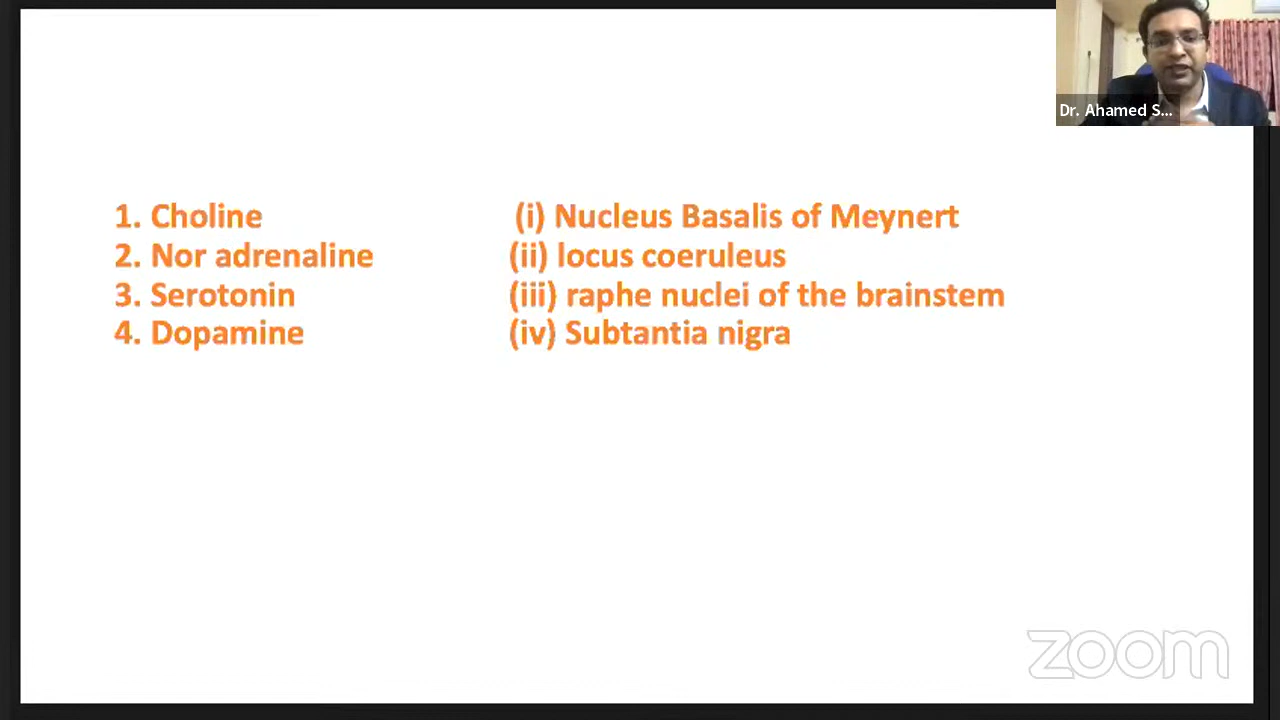 Dr. Ahamed S...
1. Choline (i) Nucleus Basalis of Meynert
2. Nor adrenaline (ii) locus coeruleus
3. Serotonin (iii) raphe nuclei of the brainstem
4. Dopamine (iv) Subtantia nigra
zoom